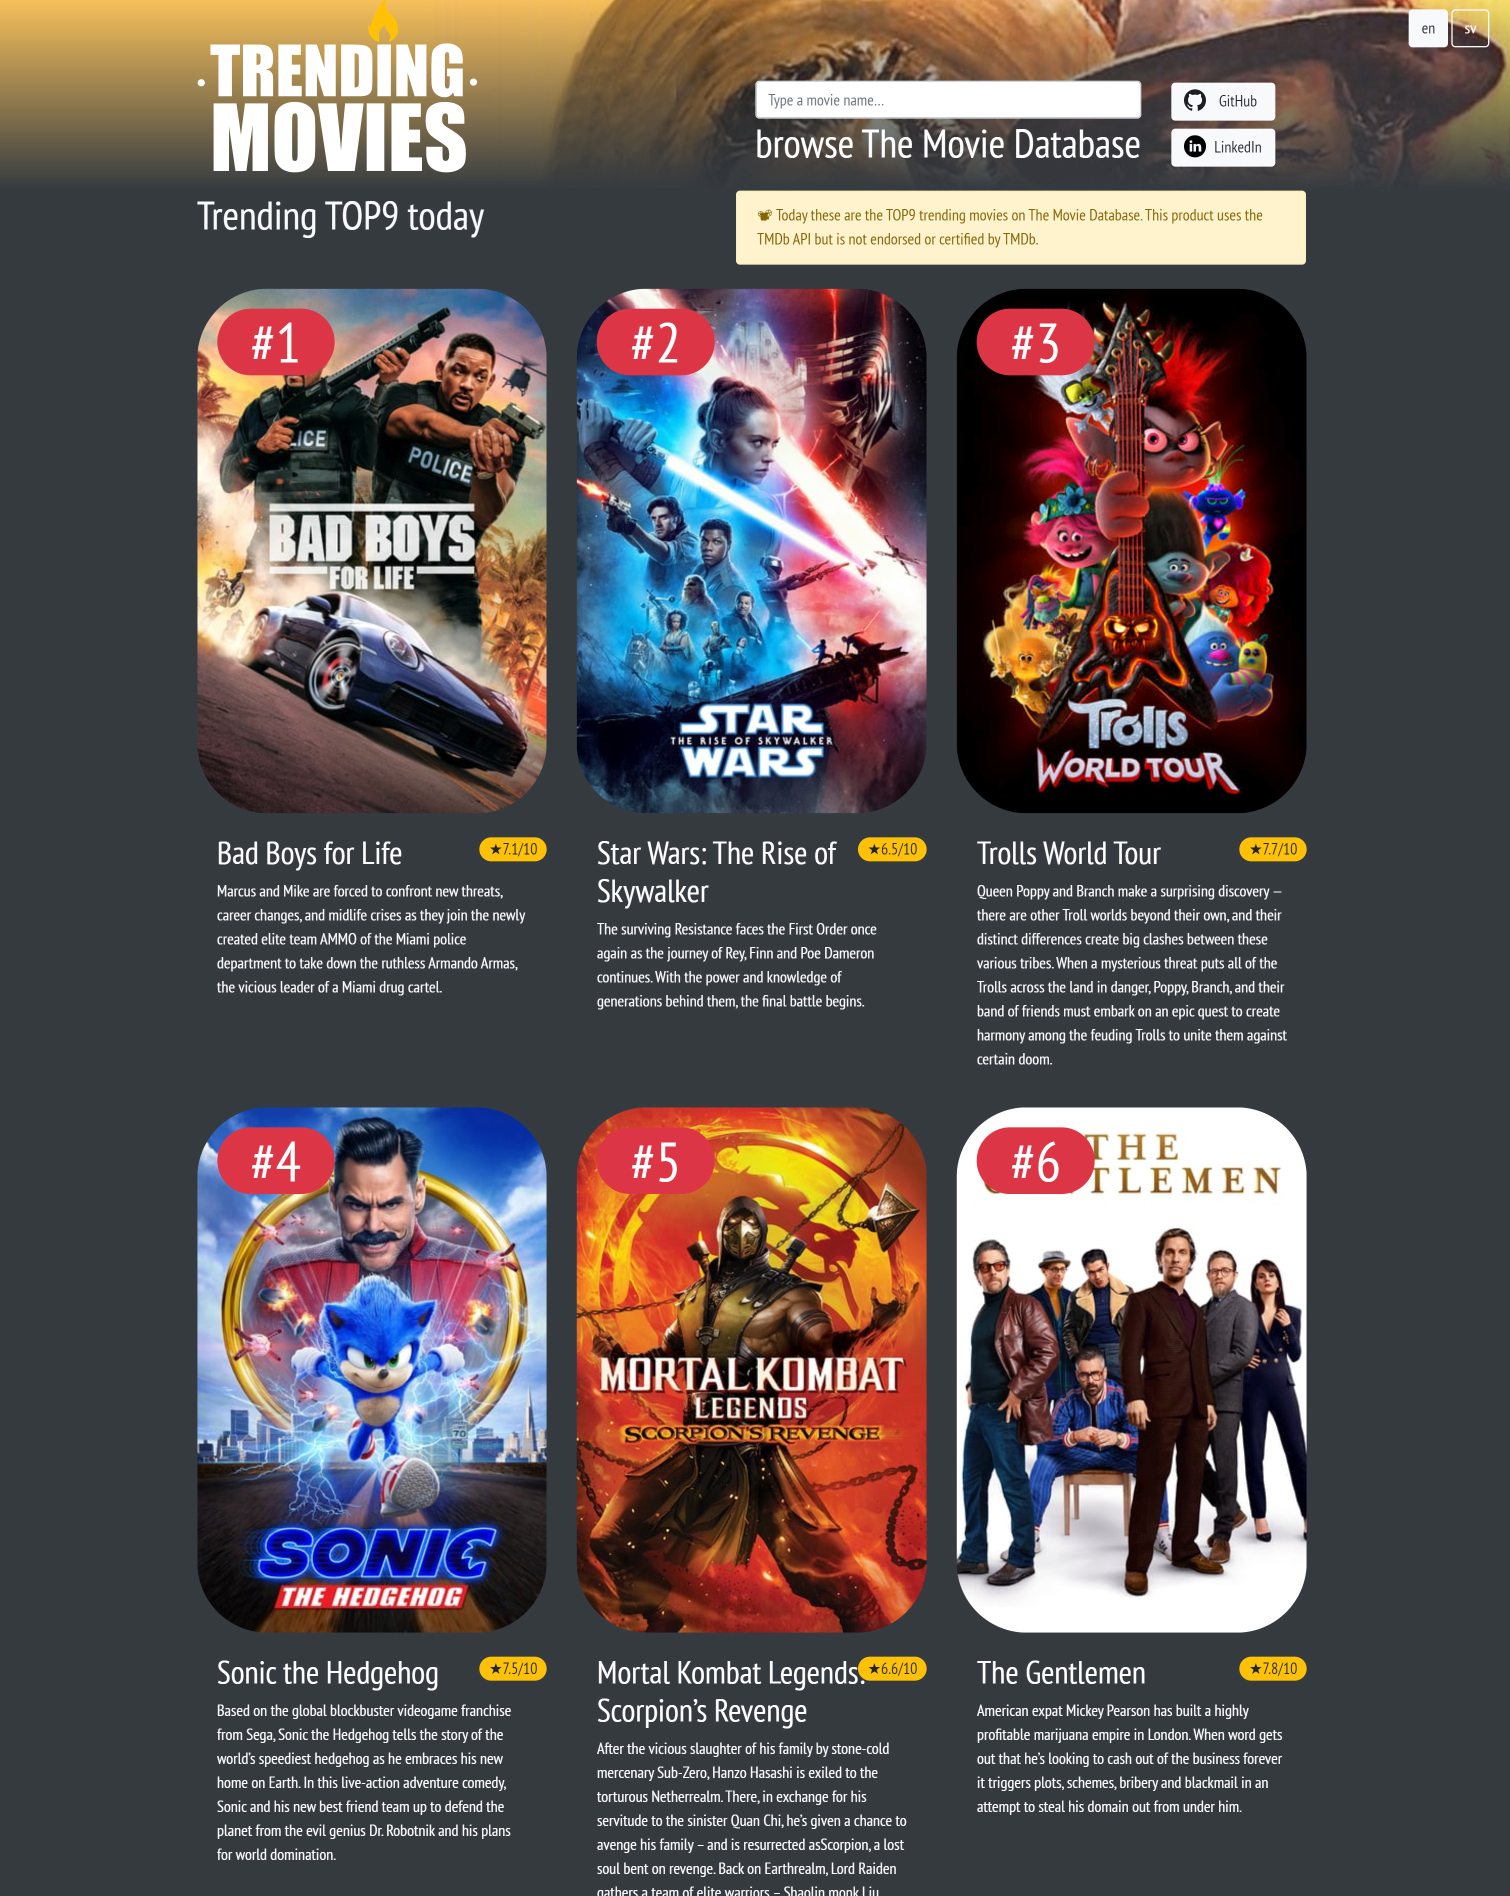 en
sv
TRENDING
MOVIES
Type a movie name...
GitHub
browse The Movie Database
LinkedIn
Trending TOP9 today
Today these are the TOP9 trending movies on The Movie Database. This product uses the
TMDb API but is not endorsed or certified by TMDb.
#1
ICE
POLICE
BAD BOYS
FOR LIFE
#2
STAR
THE RISE OF SKYWALKER
WARS
#3
Trolls
WORLD TOUR
Bad Boys for Life
★7.1/10
Marcus and Mike are forced to confront new threats,
career changes, and midlife crises as they join the newly
created elite team AMMO of the Miami police
department to take down the ruthless Armando Armas,
the vicious leader of a Miami drug cartel.
Star Wars: The Rise of
Skywalker
★6.5/10
The surviving Resistance faces the First Order once
again as the journey of Rey, Finn and Poe Dameron
continues. With the power and knowledge of
generations behind them, the final battle begins.
Trolls World Tour
★7.7/10
Queen Poppy and Branch make a surprising discovery —
there are other Troll worlds beyond their own, and their
distinct differences create big clashes between these
various tribes. When a mysterious threat puts all of the
Trolls across the land in danger, Poppy, Branch, and their
band of friends must embark on an epic quest to create
harmony among the feuding Trolls to unite them against
certain doom.
#4
70
SONIC
THE HEDGEHOG
#5
MORTAL KOMBAT
LEGENDS
SCORPION'S REVENGE
#6
THE
TLEMEN
Sonic the Hedgehog
★7.5/10
Based on the global blockbuster videogame franchise
from Sega, Sonic the Hedgehog tells the story of the
world's speediest hedgehog as he embraces his new
home on Earth. In this live-action adventure comedy,
Sonic and his new best friend team up to defend the
planet from the evil genius Dr. Robotnik and his plans
for world domination.
Mortal Kombat Legends:
Scorpion's Revenge
★6.6/10
After the vicious slaughter of his family by stone-cold
mercenary Sub-Zero, Hanzo Hasashi is exiled to the
torturous Netherrealm. There, in exchange for his
servitude to the sinister Quan Chi, he's given a chance to
avenge his family – and is resurrected asScorpion, a lost
soul bent on revenge. Back on Earthrealm, Lord Raiden
gathers a team of elite warriors – Shaolin monk Liu
The Gentlemen
★7.8/10
American expat Mickey Pearson has built a highly
profitable marijuana empire in London. When word gets
out that he's looking to cash out of the business forever
it triggers plots, schemes, bribery and blackmail in an
attempt to steal his domain out from under him.